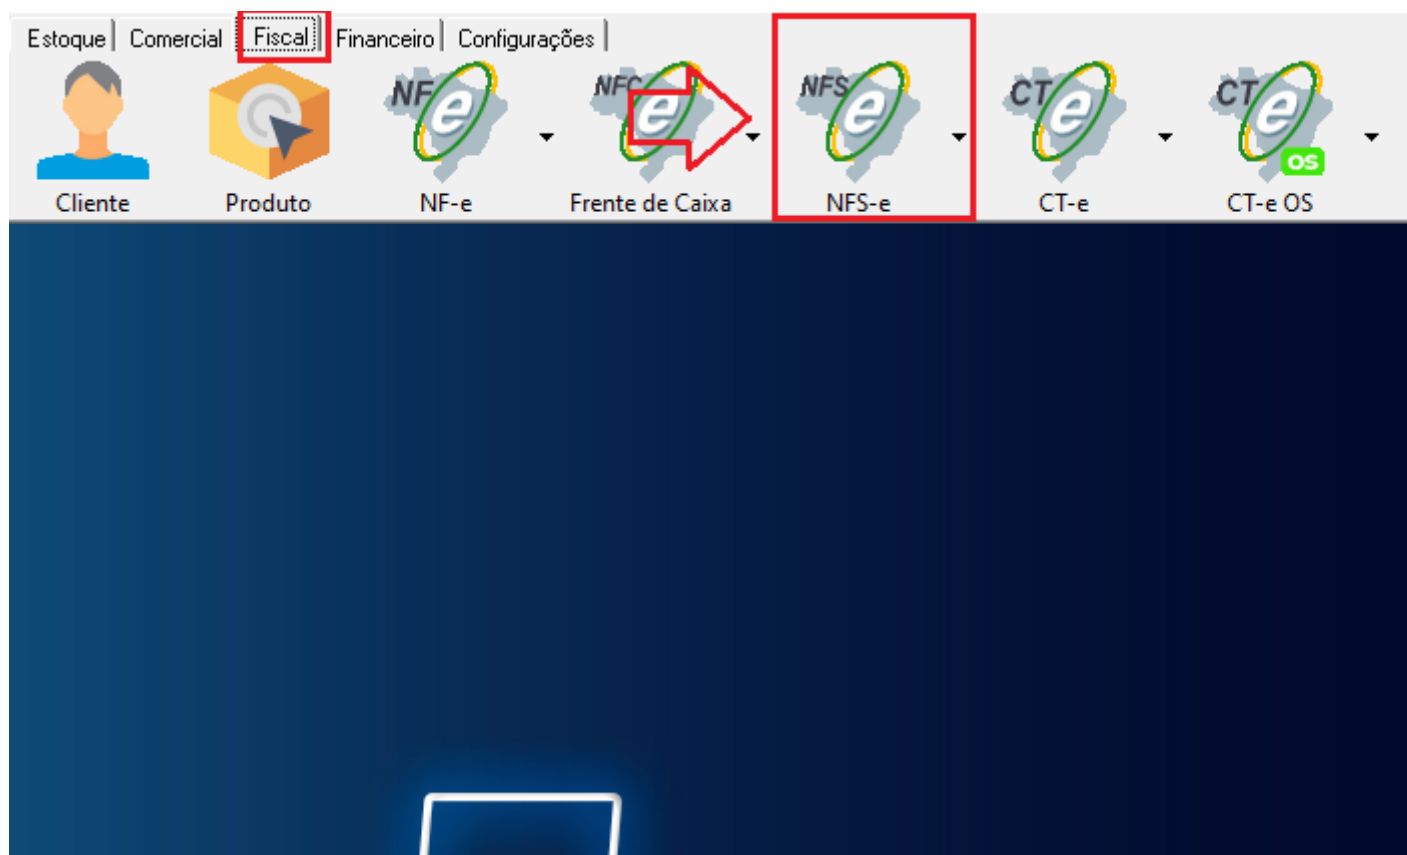 Estoque Comercial Fiscal Financeiro Configurações
NF e NFC e NFS e CT e CT e
os
Cliente Produto NF-e Frente de Caixa NFS-e CT-e CT-e OS